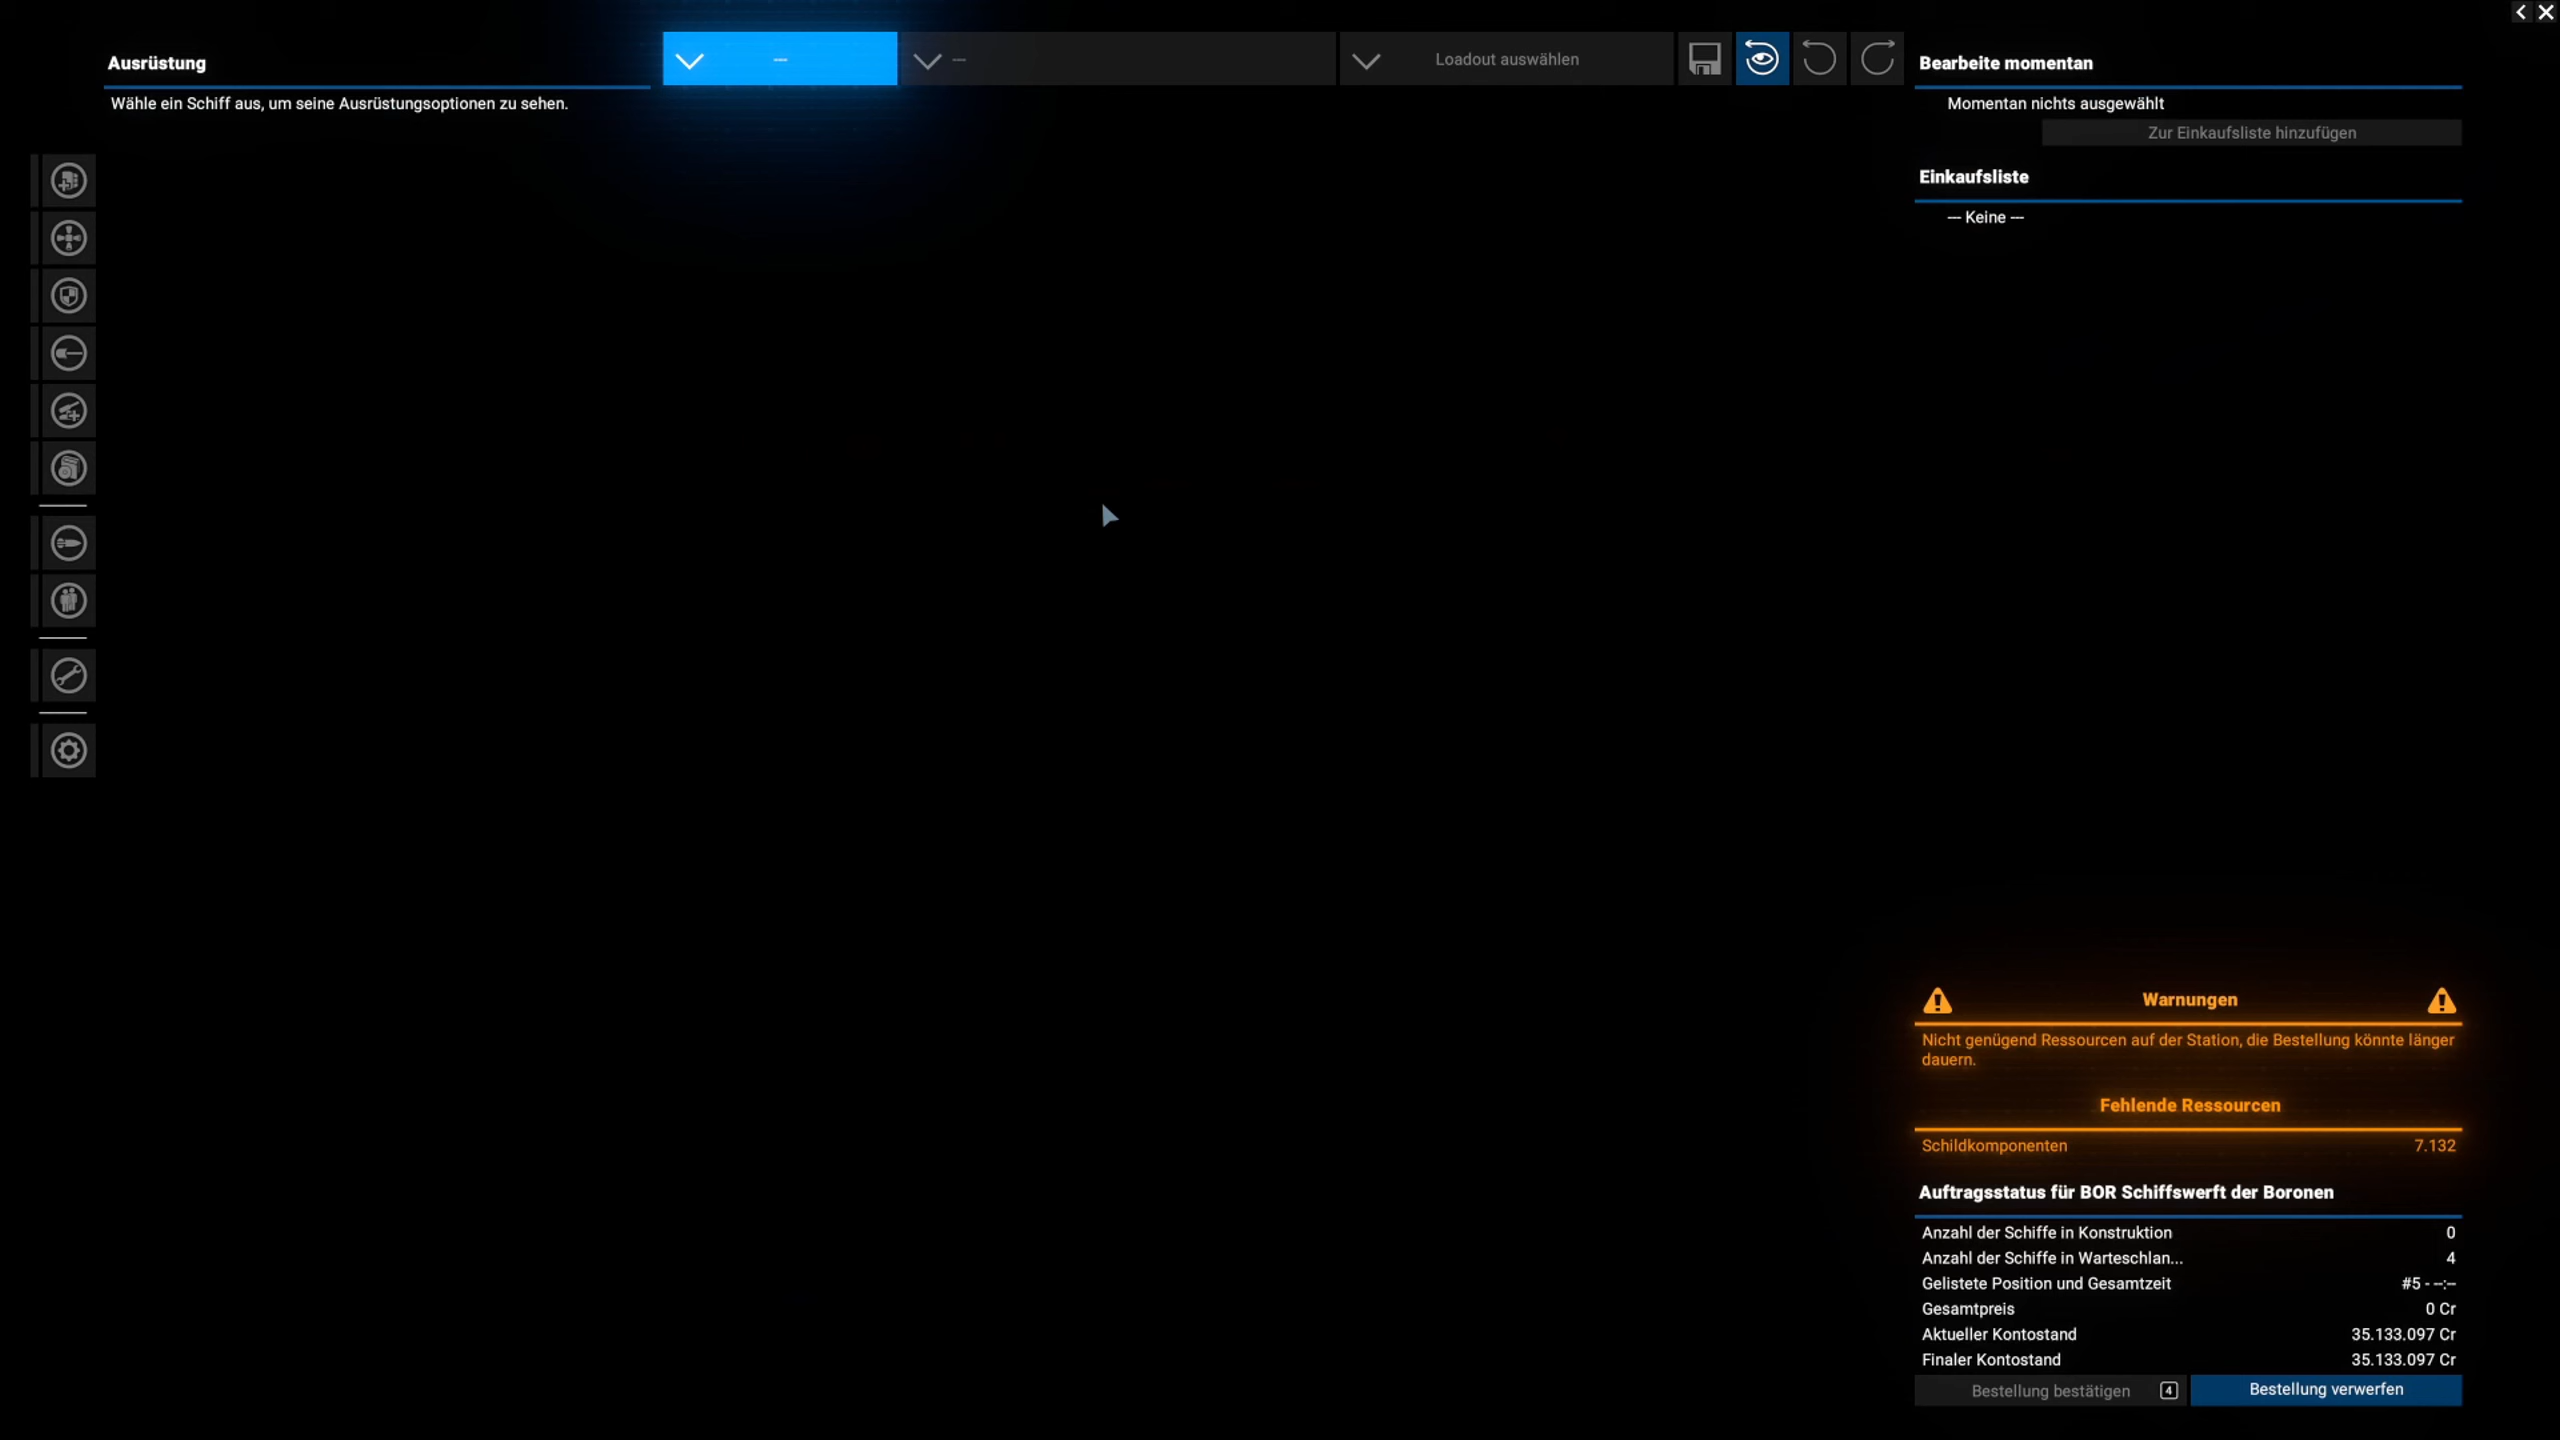 Ausrüstung
Wähle ein Schiff aus, um seine Ausrüstungsoptionen zu sehen.
---
---
Loadout auswählen
Bearbeite momentan
Momentan nichts ausgewählt
Zur Einkaufsliste hinzufügen
Einkaufsliste
--- Keine ---
Warnungen
Nicht genügend Ressourcen auf der Station, die Bestellung könnte länger
dauern.
Fehlende Ressourcen
Schildkomponenten 7.132
Auftragsstatus für BOR Schiffswerft der Boronen
Anzahl der Schiffe in Konstruktion 0
Anzahl der Schiffe in Warteschlan... 4
Gelistete Position und Gesamtzeit #5 - --:--
Gesamtpreis 0 Cr
Aktueller Kontostand 35.133.097 Cr
Finaler Kontostand 35.133.097 Cr
Bestellung bestätigen 4
Bestellung verwerfen